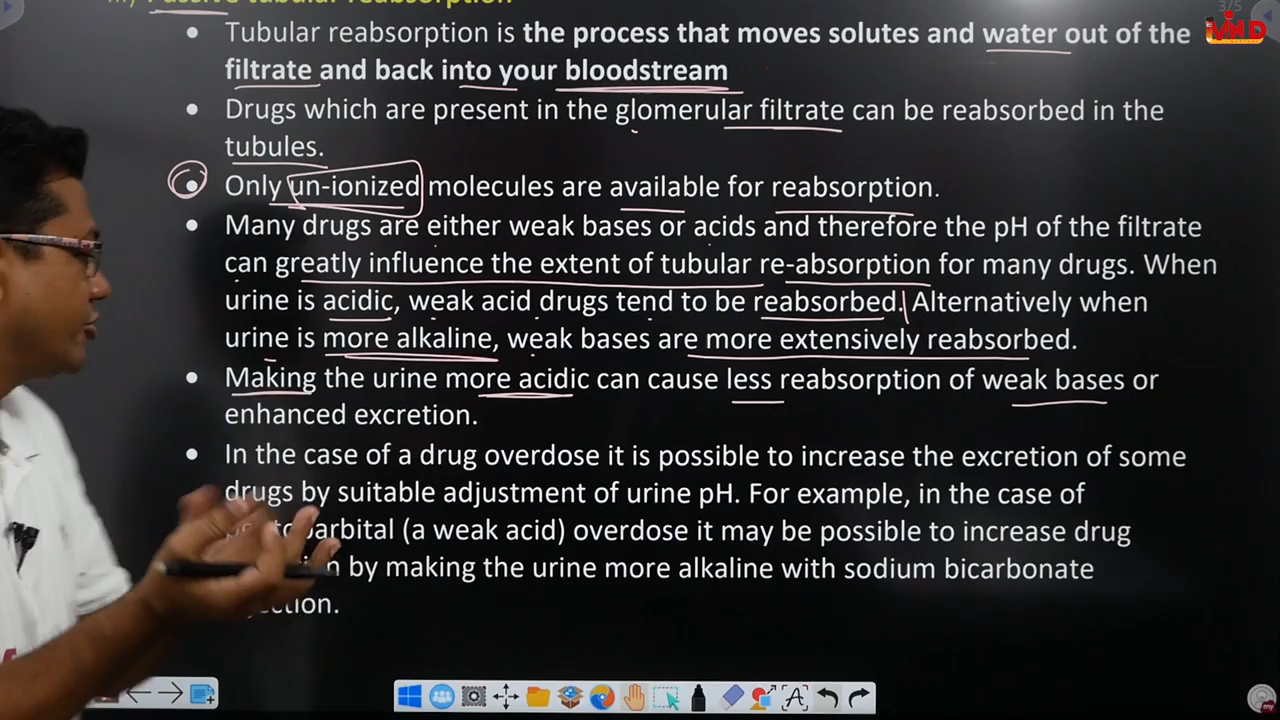 Passive tubular reabsorption
3/5
Tubular reabsorption is the process that moves solutes and water out of the
filtrate and back into your bloodstream
Drugs which are present in the glomerular filtrate can be reabsorbed in the
tubules.
Only un-ionized molecules are available for reabsorption.
Many drugs are either weak bases or acids and therefore the pH of the filtrate
can greatly influence the extent of tubular re-absorption for many drugs. When
urine is acidic, weak acid drugs tend to be reabsorbed. Alternatively when
urine is more alkaline, weak bases are more extensively reabsorbed.
Making the urine more acidic can cause less reabsorption of weak bases or
enhanced excretion.
In the case of a drug overdose it is possible to increase the excretion of some
drugs by suitable adjustment of urine pH. For example, in the case of
(a weak acid) overdose it may be possible to increase drug
by making the urine more alkaline with sodium bicarbonate